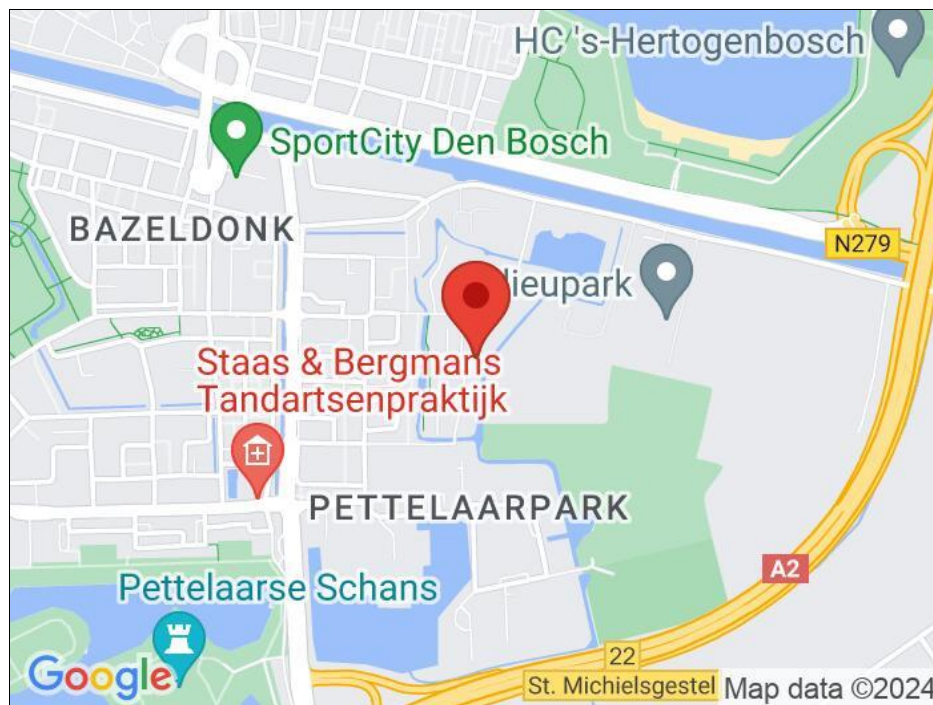 HC 's-Hertogenbosch
SportCity Den Bosch
BAZELDONK
N279
lieupark
Staas & Bergmans
Tandartsenpraktijk
PETTELAARPARK
A2
Pettelaarse Schans
22
St. Michielsgestel
Google
Map data ©2024